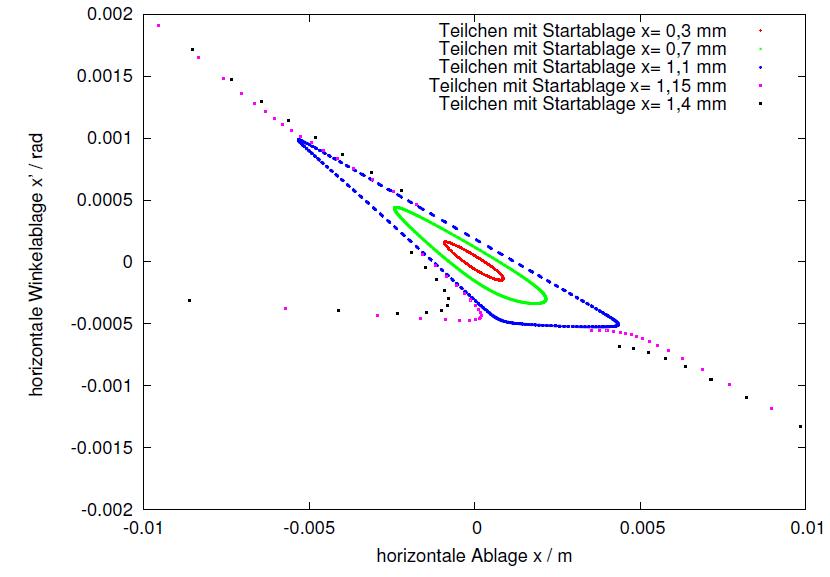 0.002
0.0015
0.001
0.0005
0
-0.0005
-0.001
-0.0015
-0.002
-0.01
-0.005
0
0.005
0.01
horizontale Winkelablage x' / rad
horizontale Ablage x / m
Teilchen mit Startablage x= 0,3 mm
Teilchen mit Startablage x= 0,7 mm
Teilchen mit Startablage x= 1,1 mm
Teilchen mit Startablage x= 1,15 mm
Teilchen mit Startablage x= 1,4 mm